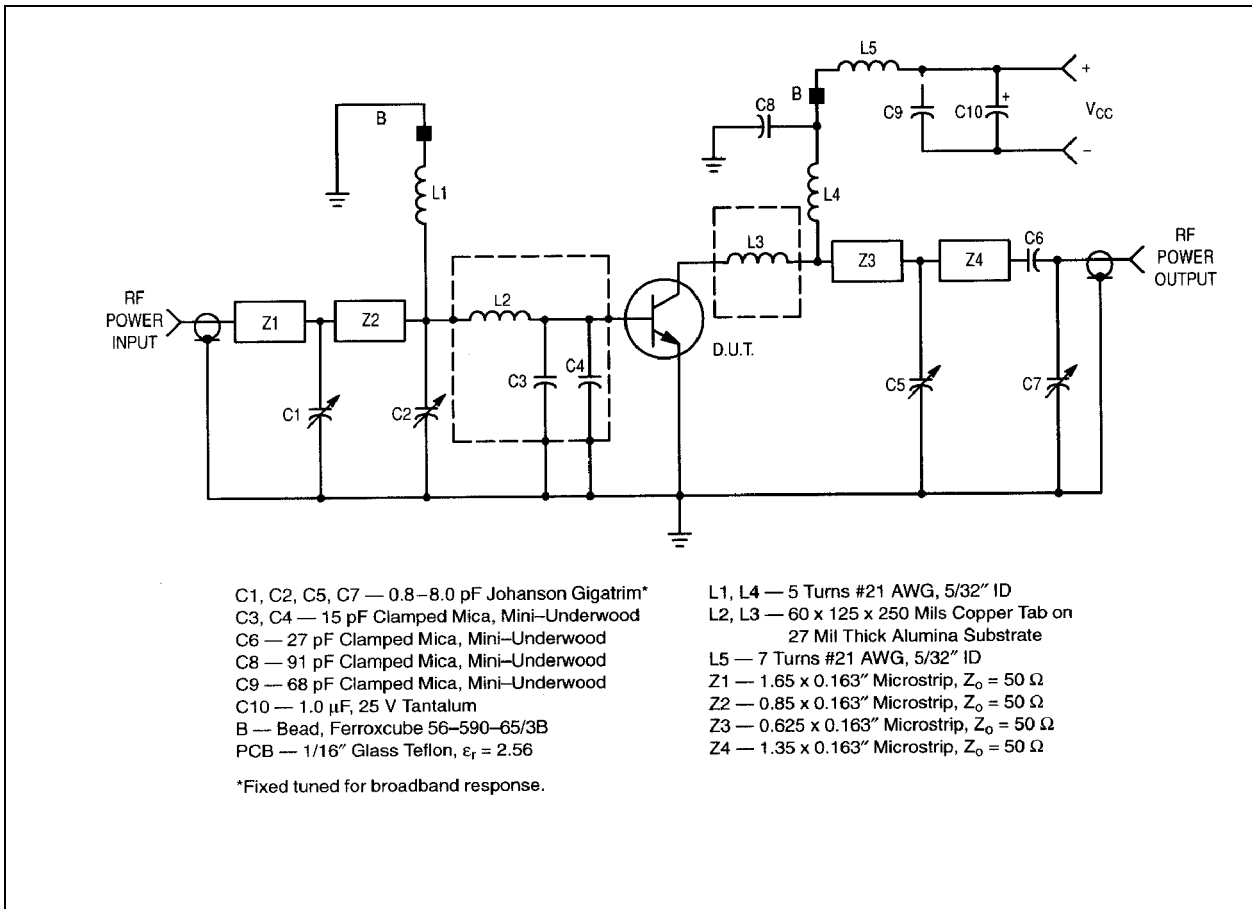 L5
+
B
C8
C9
C10
+
VCC
–
B
L1
L4
L3
C6
RF
POWER
OUTPUT
Z3
Z4
RF
POWER
INPUT
Z1
Z2
L2
D.U.T.
C3
C4
C5
C7
C1
C2
C1, C2, C5, C7 — 0.8–8.0 pF Johanson Gigatrim*
C3, C4 — 15 pF Clamped Mica, Mini–Underwood
C6 — 27 pF Clamped Mica, Mini–Underwood
C8 — 91 pF Clamped Mica, Mini–Underwood
C9 — 68 pF Clamped Mica, Mini–Underwood
C10 — 1.0 μF, 25 V Tantalum
B — Bead, Ferroxcube 56–590–65/3B
PCB — 1/16″ Glass Teflon, εr = 2.56
*Fixed tuned for broadband response.
L1, L4 — 5 Turns #21 AWG, 5/32″ ID
L2, L3 — 60 x 125 x 250 Mils Copper Tab on
27 Mil Thick Alumina Substrate
L5 — 7 Turns #21 AWG, 5/32″ ID
Z1 — 1.65 x 0.163″ Microstrip, Zo = 50 Ω
Z2 — 0.85 x 0.163″ Microstrip, Zo = 50 Ω
Z3 — 0.625 x 0.163″ Microstrip, Zo = 50 Ω
Z4 — 1.35 x 0.163″ Microstrip, Zo = 50 Ω